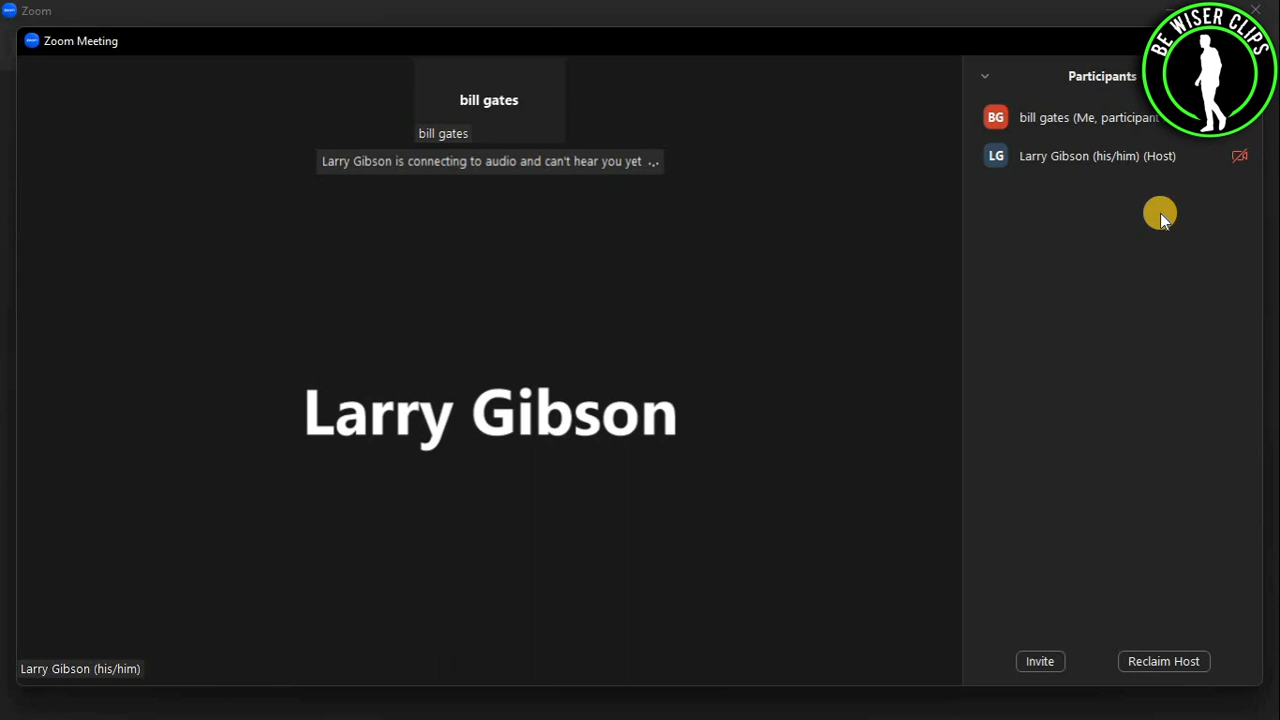 Zoom
zoom Zoom Meeting
BE WISER CLIPS
bill gates
bill gates
Larry Gibson is connecting to audio and can't hear you yet ...
Larry Gibson
Larry Gibson (his/him)
Participants
BG bill gates (Me, participant
LG Larry Gibson (his/him) (Host)
Invite
Reclaim Host